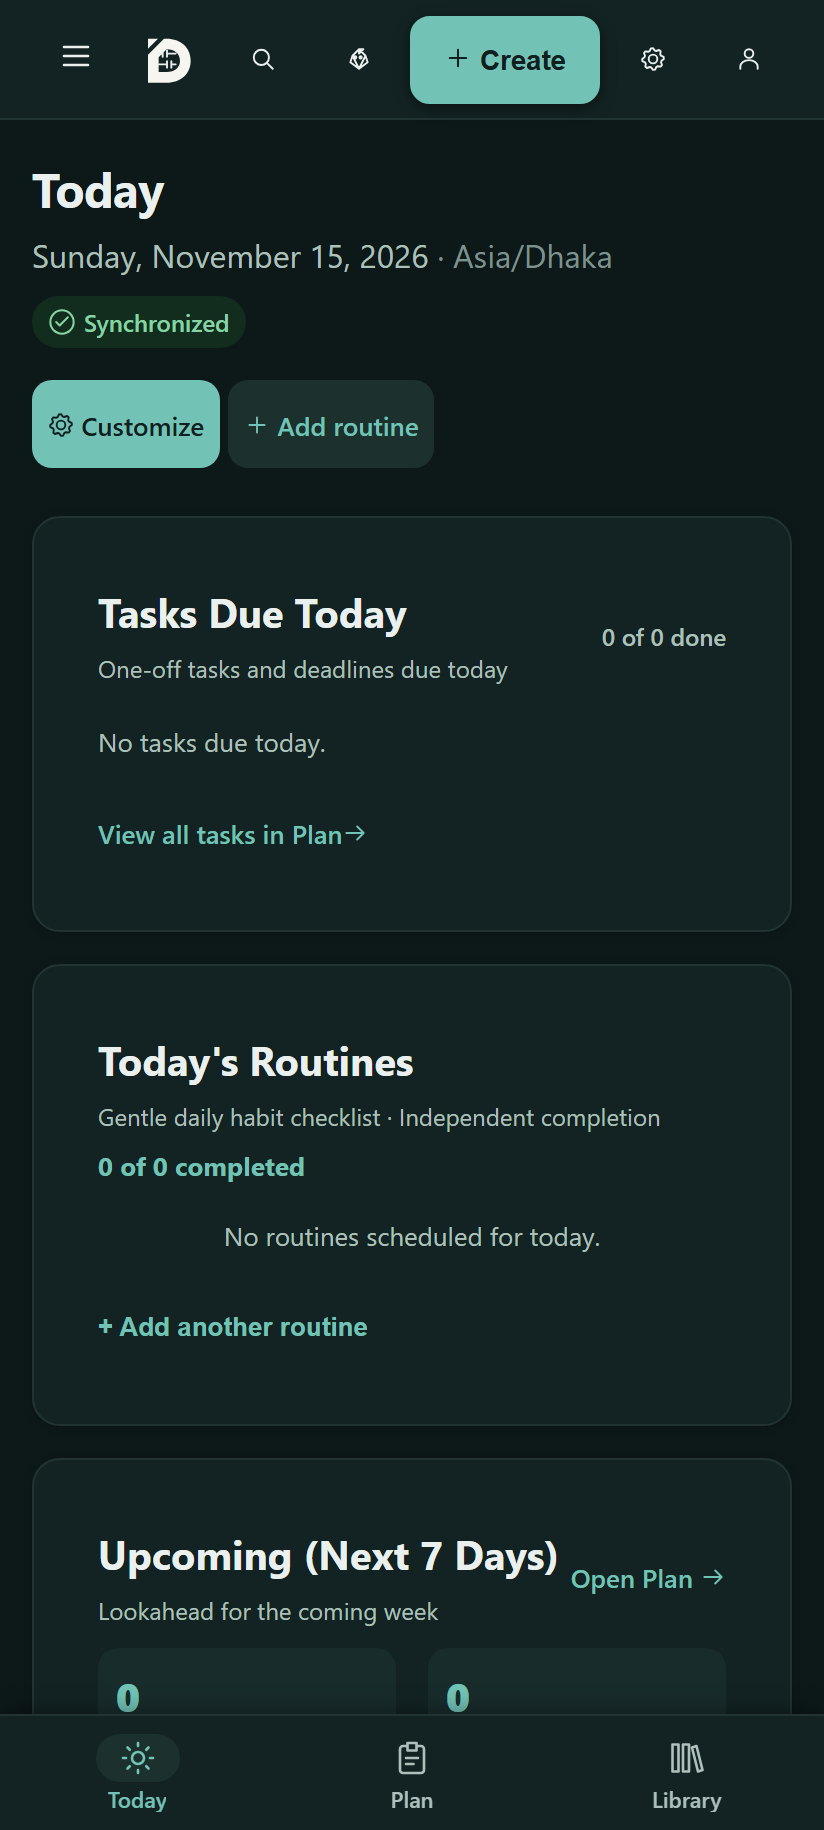 + Create
Today
Sunday, November 15, 2026 · Asia/Dhaka
Synchronized
Customize
+ Add routine
Tasks Due Today
0 of 0 done
One-off tasks and deadlines due today
No tasks due today.
View all tasks in Plan→
Today's Routines
Gentle daily habit checklist · Independent completion
0 of 0 completed
No routines scheduled for today.
+ Add another routine
Upcoming (Next 7 Days)
Open Plan →
Lookahead for the coming week
0 0
Today Plan Library